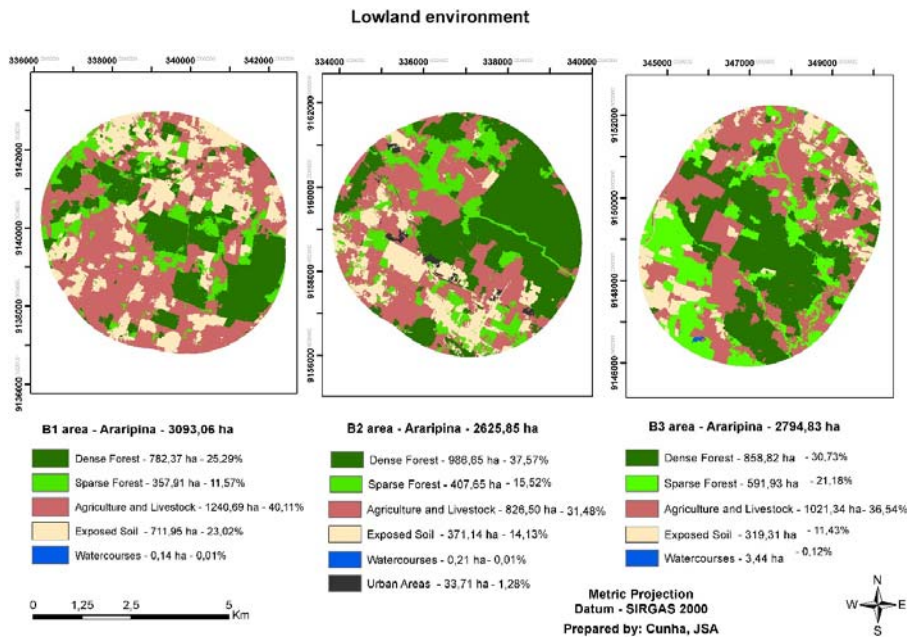 Lowland environment
336000 338000 340000 342000
334000 336000 338000 340000
345000 347000 349000
9142000
9140000
9138000
9136000
9162000
9160000
9158000
9156000
9152000
9150000
9148000
9146000
B1 area - Araripina - 3093,06 ha
Dense Forest - 782,37 ha - 25,29%
Sparse Forest - 357,91 ha - 11,57%
Agriculture and Livestock - 1240,69 ha - 40,11%
Exposed Soil - 711,95 ha - 23,02%
Watercourses - 0,14 ha - 0,01%
B2 area - Araripina - 2625,85 ha
Dense Forest - 986,65 ha - 37,57%
Sparse Forest - 407,65 ha - 15,52%
Agriculture and Livestock - 826,50 ha - 31,48%
Exposed Soil - 371,14 ha - 14,13%
Watercourses - 0,21 ha - 0,01%
Urban Areas - 33,71 ha - 1,28%
B3 area - Araripina - 2794,83 ha
Dense Forest - 858,82 ha - 30,73%
Sparse Forest - 591,93 ha - 21,18%
Agriculture and Livestock - 1021,34 ha - 36,54%
Exposed Soil - 319,31 ha - 11,43%
Watercourses - 3,44 ha - 0,12%
0 1,25 2,5 5
Km
Metric Projection
Datum - SIRGAS 2000
Prepared by: Cunha, JSA
N
W E
S